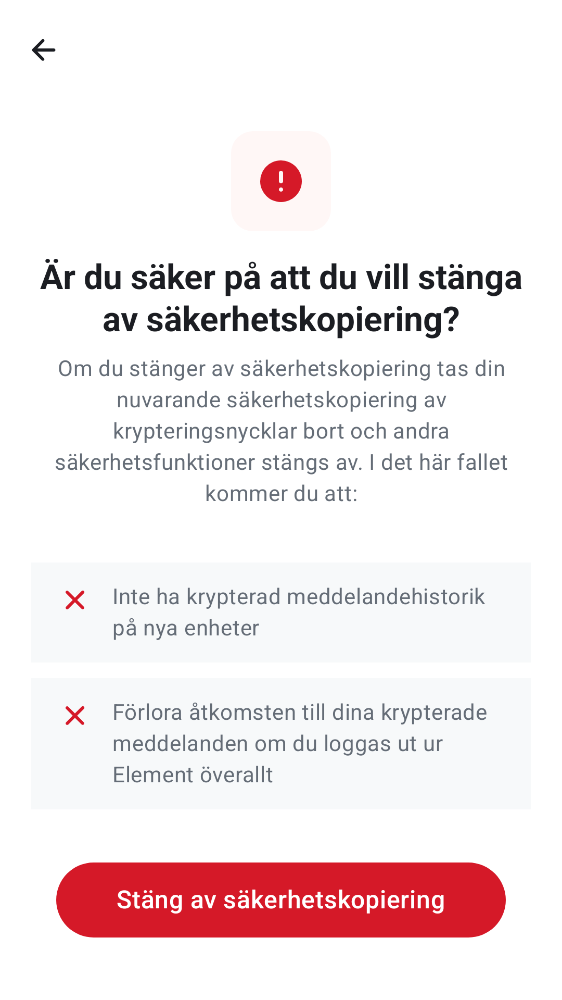 Är du säker på att du vill stänga
av säkerhetskopiering?
Om du stänger av säkerhetskopiering tas din
nuvarande säkerhetskopiering av
krypteringsnycklar bort och andra
säkerhetsfunktioner stängs av. I det här fallet
kommer du att:
Inte ha krypterad meddelandehistorik
på nya enheter
Förlora åtkomsten till dina krypterade
meddelanden om du loggas ut ur
Element överallt
Stäng av säkerhetskopiering